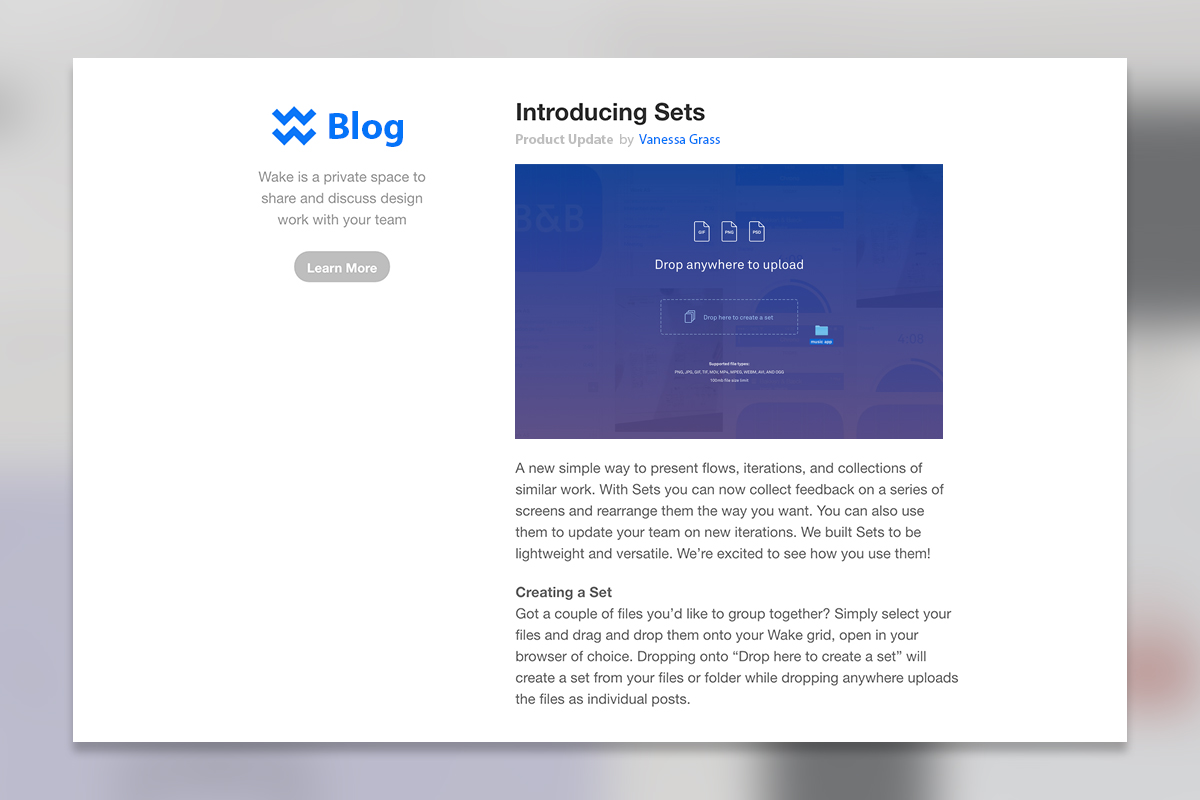 Blog
Wake is a private space to
share and discuss design
work with your team
Learn More
Introducing Sets
Product Update by Vanessa Grass
B&B
GIF PNG PSD
Drop anywhere to upload
Drop here to create a set
music app
4:08
Supported file types:
PNG, JPG, GIF, TIF, MOV, MP4, MPEG, WEBM, AVI, AND OGG
100mb file size limit
A new simple way to present flows, iterations, and collections of
similar work. With Sets you can now collect feedback on a series of
screens and rearrange them the way you want. You can also use
them to update your team on new iterations. We built Sets to be
lightweight and versatile. We’re excited to see how you use them!
Creating a Set
Got a couple of files you’d like to group together? Simply select your
files and drag and drop them onto your Wake grid, open in your
browser of choice. Dropping onto “Drop here to create a set” will
create a set from your files or folder while dropping anywhere uploads
the files as individual posts.